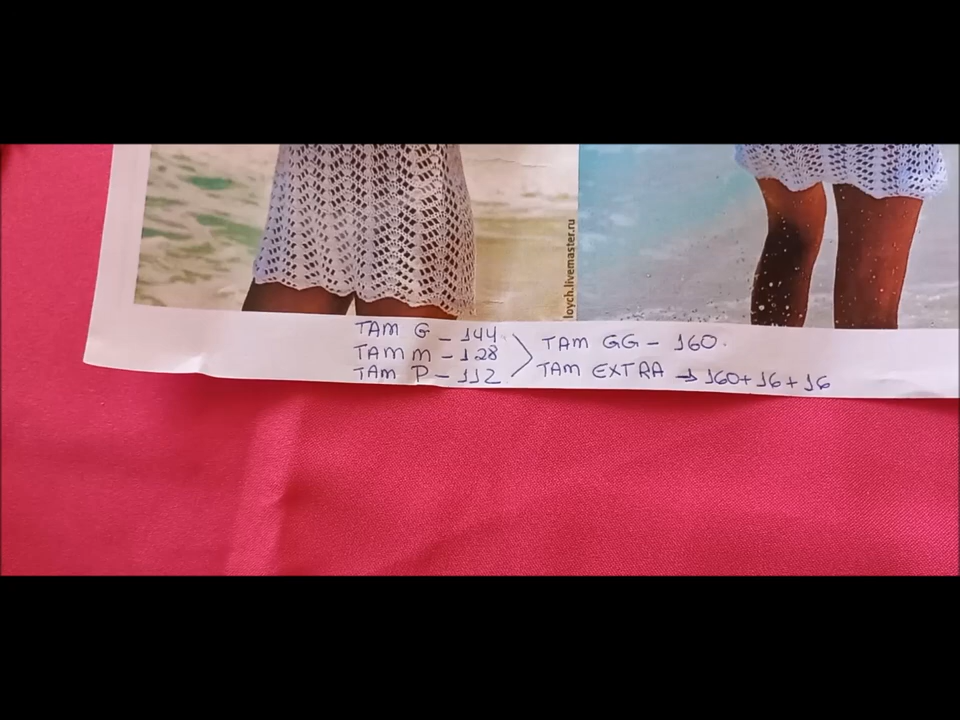 loych.livemaster.ru
TAM G - 144
TAM M - 128
TAM P - 112
TAM GG - 160.
TAM EXTRA → 160+16+16